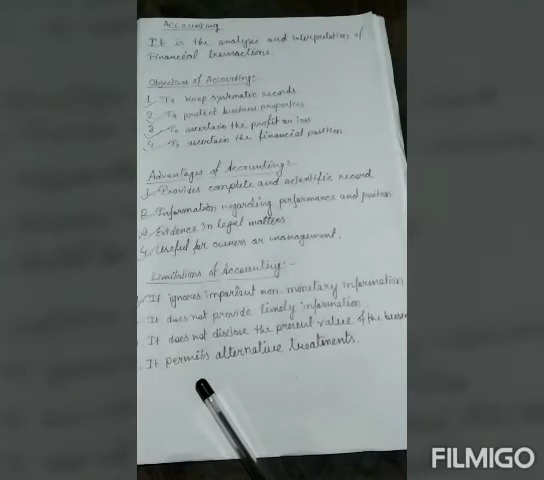 Accounting
It is the analysis and interpretation of
Financial transactions.
Objectives of Accounting:-
1. To keep systematic records
2. To protect business properties
3. To ascertain the profit or loss
4. To ascertain the financial position
Advantages of Accounting:-
1. Provides complete and scientific record
2. Information regarding performance and position
3. Evidence in legal matters
4. Useful for owners or management.
Limitations of Accounting:-
It ignores important non monetary information
It does not provide timely information
It does not disclose the present value of the
It permits alternative treatments.
FILMIGO